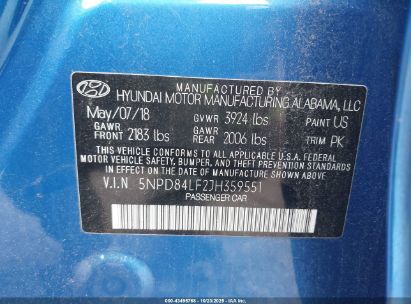 MANUFACTURED BY
HYUNDAI MOTOR MANUFACTURING ALABAMA, LLC
May/07/18 GVWR 3924 lbs PAINT US
GAWR FRONT 2183 lbs GAWR REAR 2006 lbs TRIM PK
THIS VEHICLE CONFORMS TO ALL APPLICABLE U.S.A. FEDERAL
MOTOR VEHICLE SAFETY, BUMPER, AND THEFT PREVENTION STANDARDS
IN EFFECT ON THE DATE OF MANUFACTURE SHOWN ABOVE.
V.I.N 5NPD84LF2JH359551
PASSENGER CAR